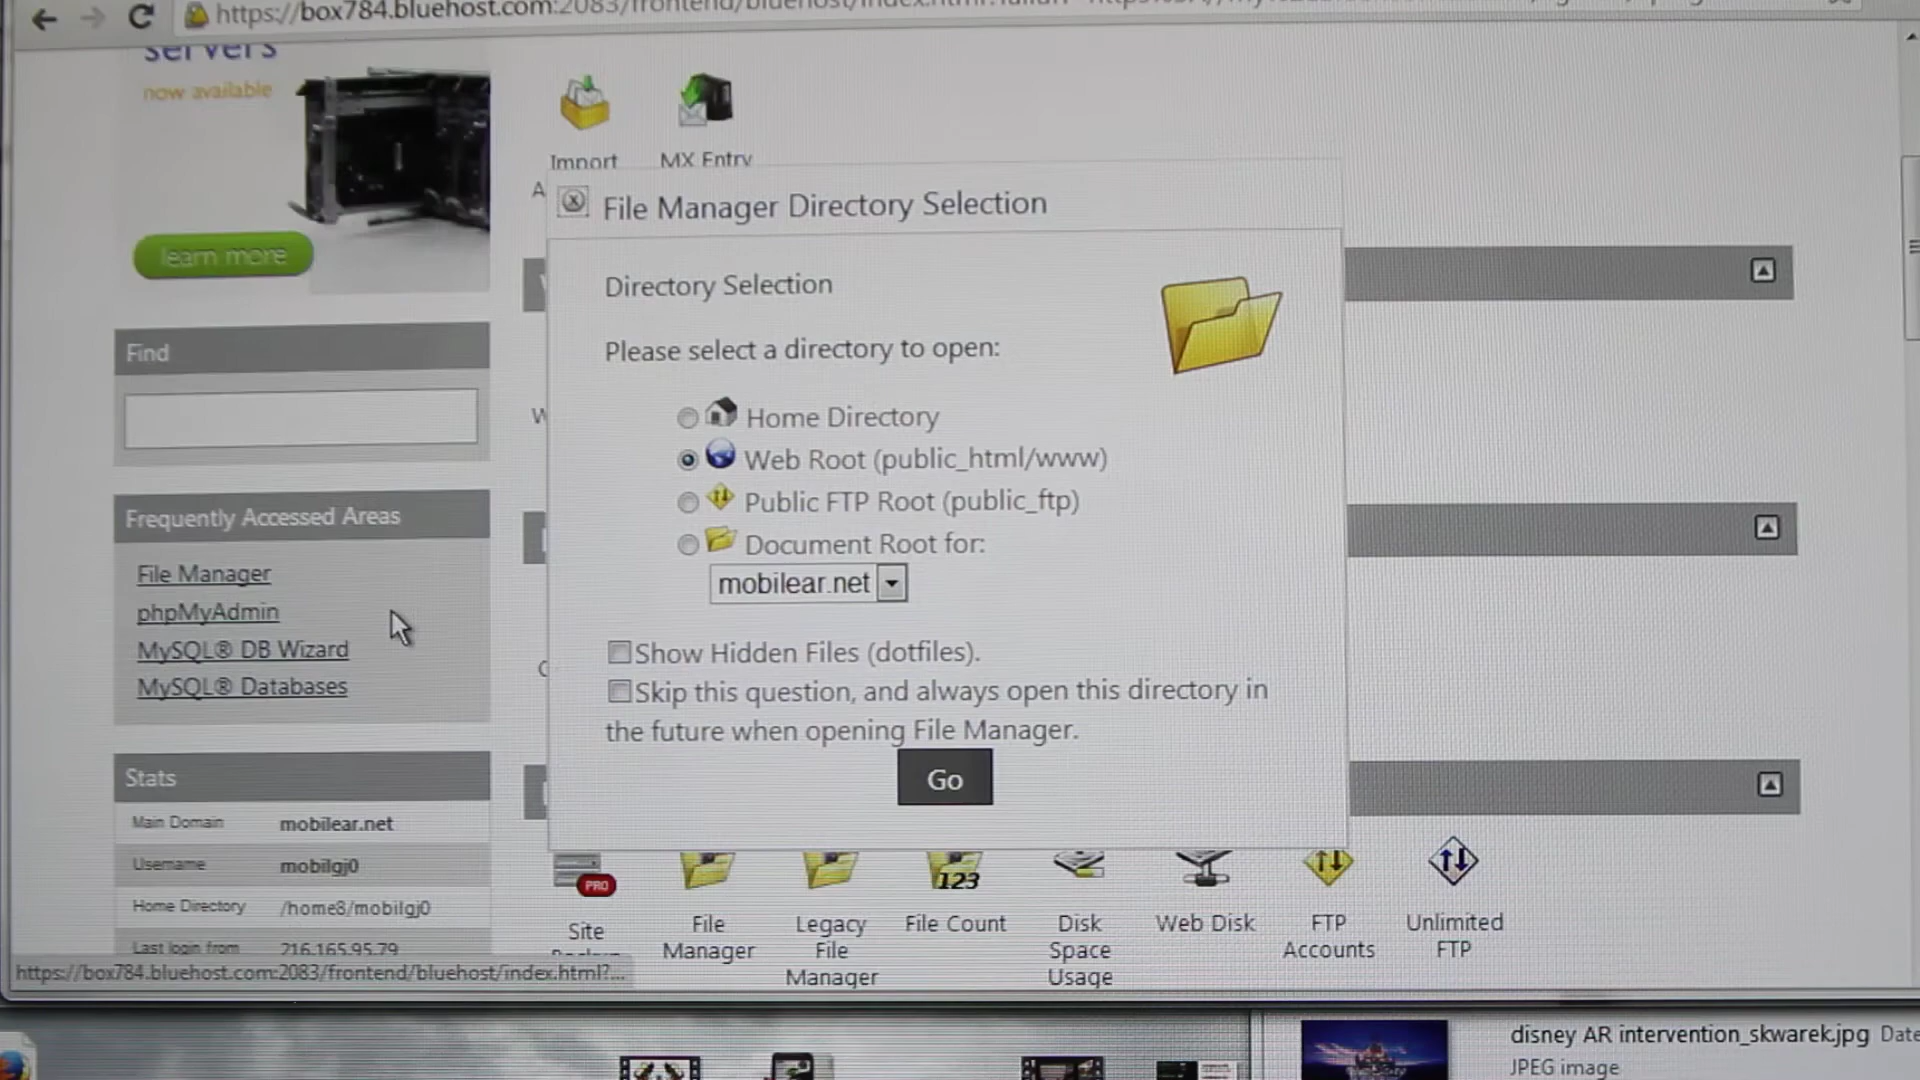 https://box784.bluehost.com:2083/frontend/bluehost/index.html
servers
now available
learn more
Import
MX Entry
File Manager Directory Selection
Directory Selection
Please select a directory to open:
Home Directory
Web Root (public_html/www)
Public FTP Root (public_ftp)
Document Root for:
mobilear.net
Show Hidden Files (dotfiles).
Skip this question, and always open this directory in
the future when opening File Manager.
Go
Find
Frequently Accessed Areas
File Manager
phpMyAdmin
MySQL® DB Wizard
MySQL® Databases
Stats
Main Domain mobilear.net
Username mobilgj0
Home Directory /home8/mobilgj0
Last login from 216.165.95.79
https://box784.bluehost.com:2083/frontend/bluehost/index.html?...
PRO
Site
File
Manager
Legacy
File
Manager
123
File Count
Disk
Space
Usage
Web Disk
FTP
Accounts
Unlimited
FTP
disney AR intervention_skwarek.jpg Date
JPEG image